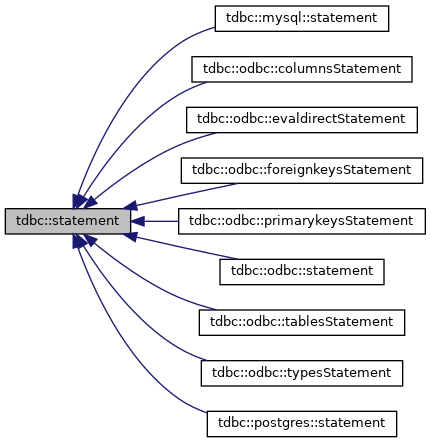 tdbc::mysql::statement
tdbc::odbc::columnsStatement
tdbc::odbc::evaldirectStatement
tdbc::odbc::foreignkeysStatement
tdbc::statement
tdbc::odbc::primarykeysStatement
tdbc::odbc::statement
tdbc::odbc::tablesStatement
tdbc::odbc::typesStatement
tdbc::postgres::statement